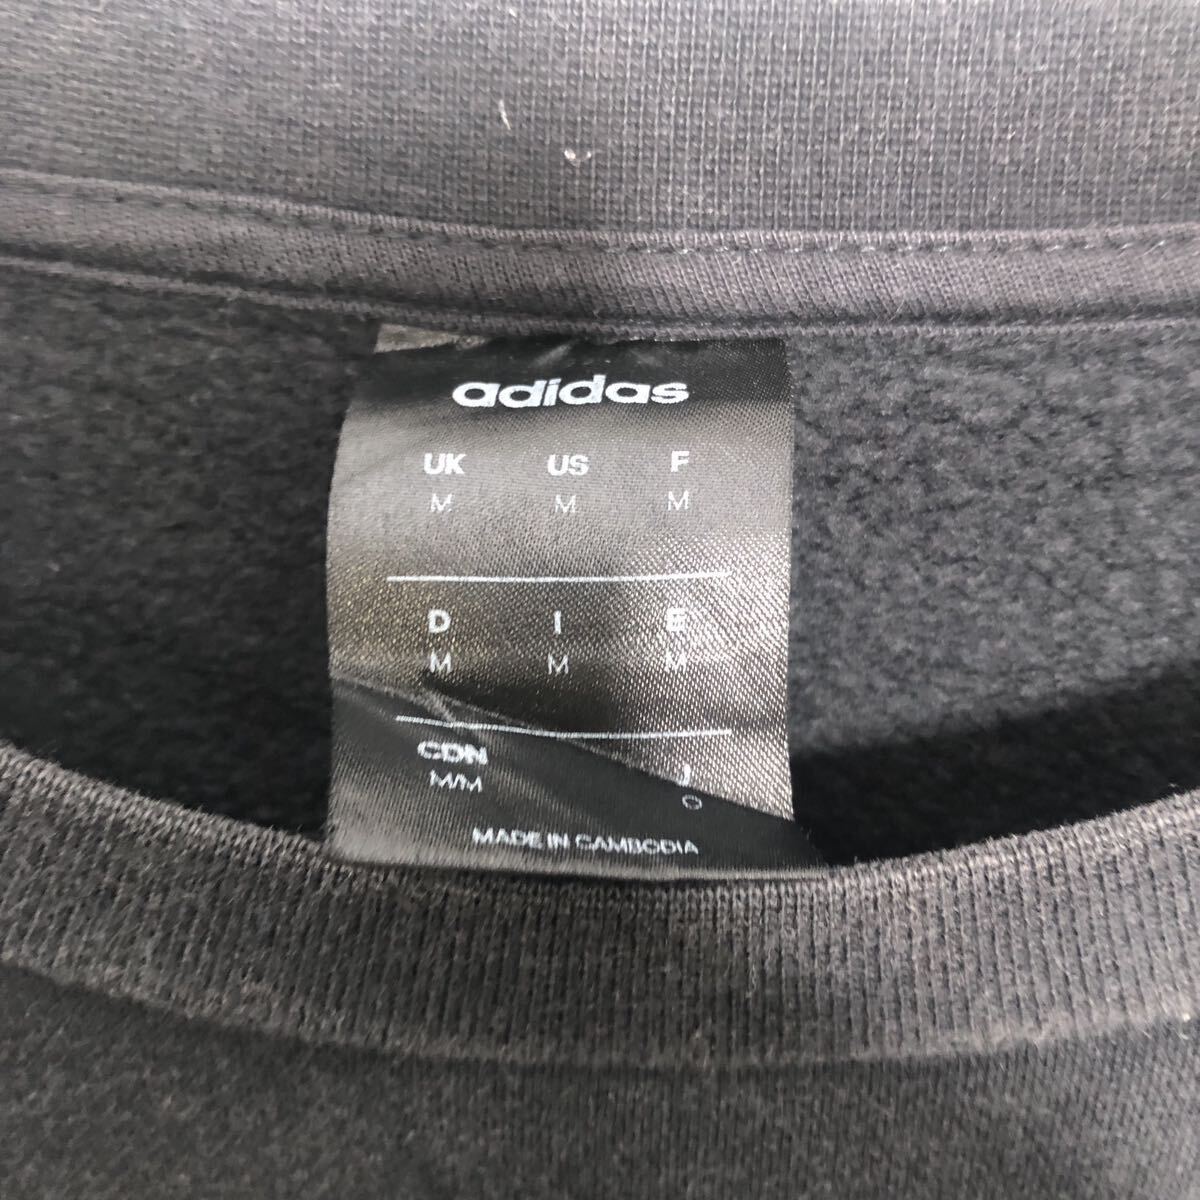 adidas
UK US F
M M M
D I E
M M M
CDN J
M/M O
MADE IN CAMBODIA